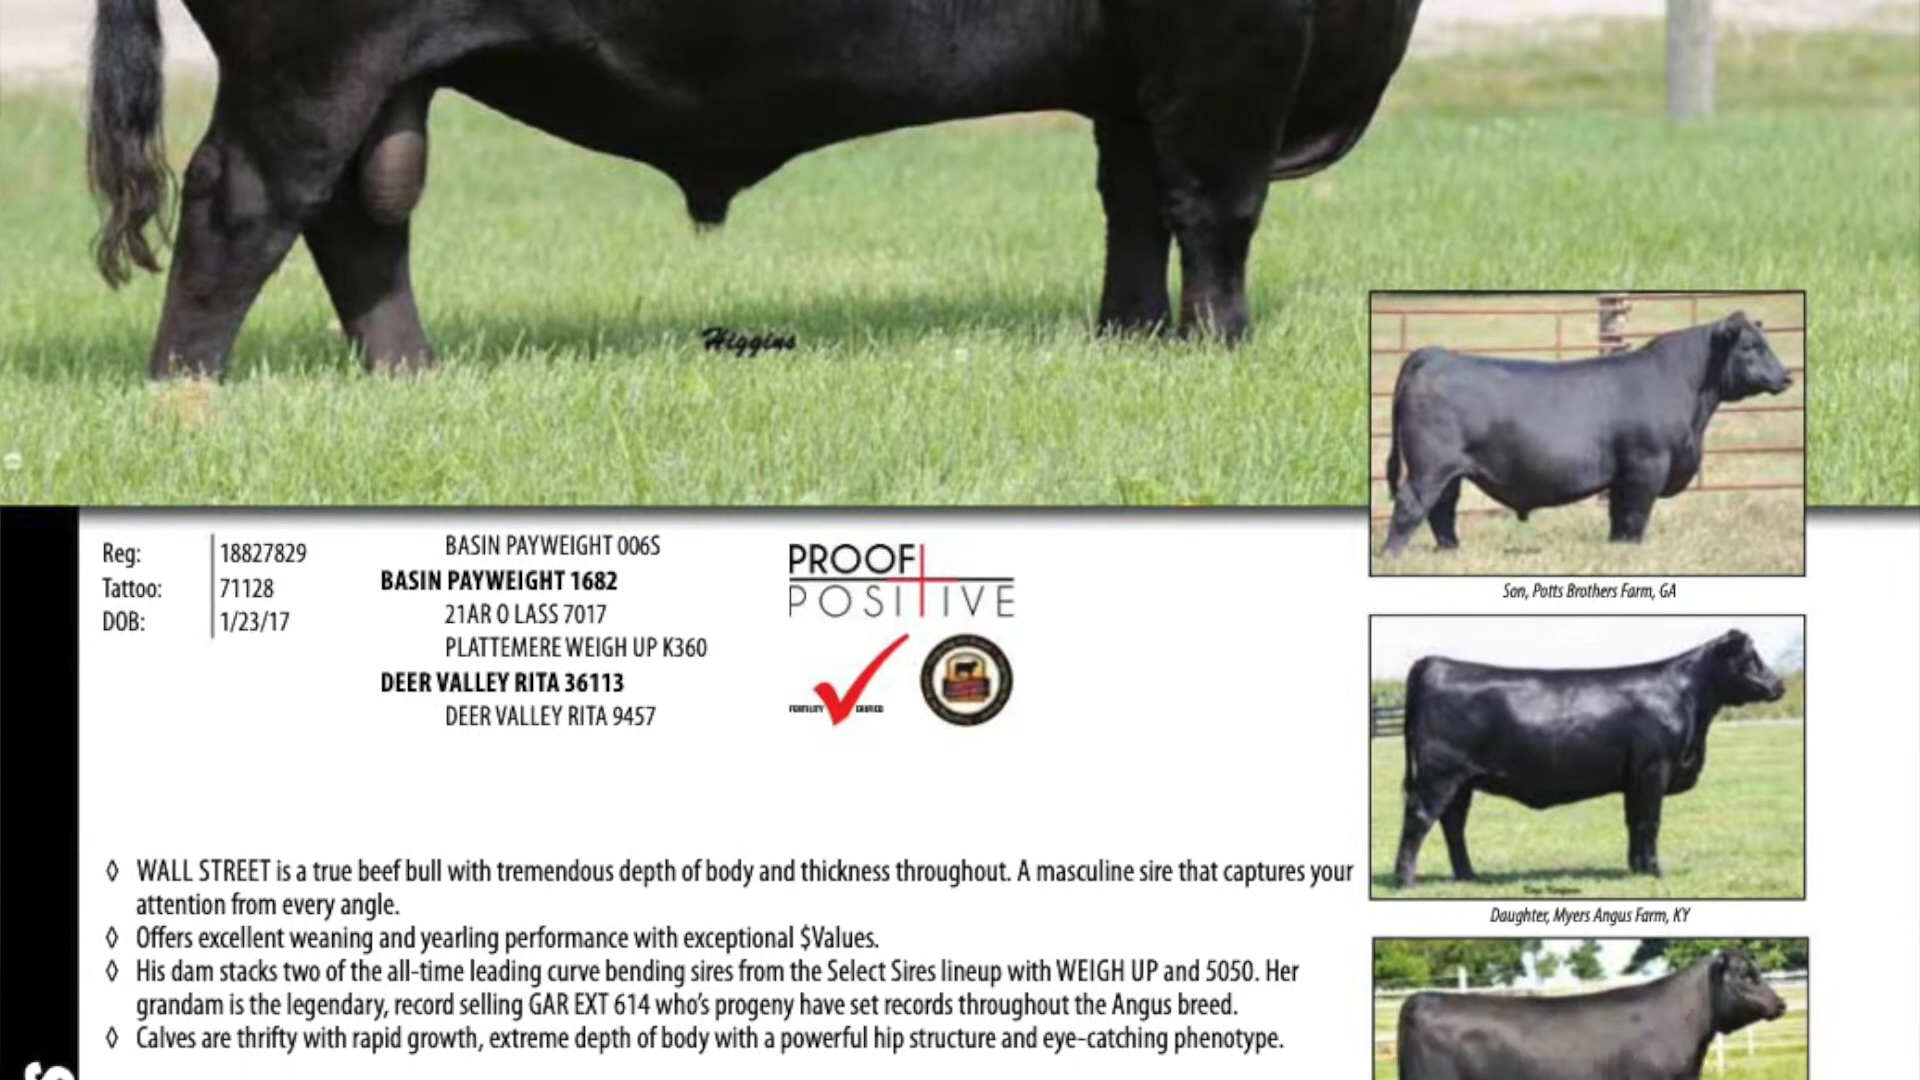 Higgins
Reg: 18827829
Tattoo: 71128
DOB: 1/23/17
BASIN PAYWEIGHT 006S
BASIN PAYWEIGHT 1682
21AR O LASS 7017
PLATTEMERE WEIGH UP K360
DEER VALLEY RITA 36113
DEER VALLEY RITA 9457
PROOF
POSITIVE
FERTILITY ERIFIED
Son, Potts Brothers Farm, GA
Daughter, Myers Angus Farm, KY
◊ WALL STREET is a true beef bull with tremendous depth of body and thickness throughout. A masculine sire that captures your
attention from every angle.
◊ Offers excellent weaning and yearling performance with exceptional $Values.
◊ His dam stacks two of the all-time leading curve bending sires from the Select Sires lineup with WEIGH UP and 5050. Her
grandam is the legendary, record selling GAR EXT 614 who's progeny have set records throughout the Angus breed.
◊ Calves are thrifty with rapid growth, extreme depth of body with a powerful hip structure and eye-catching phenotype.